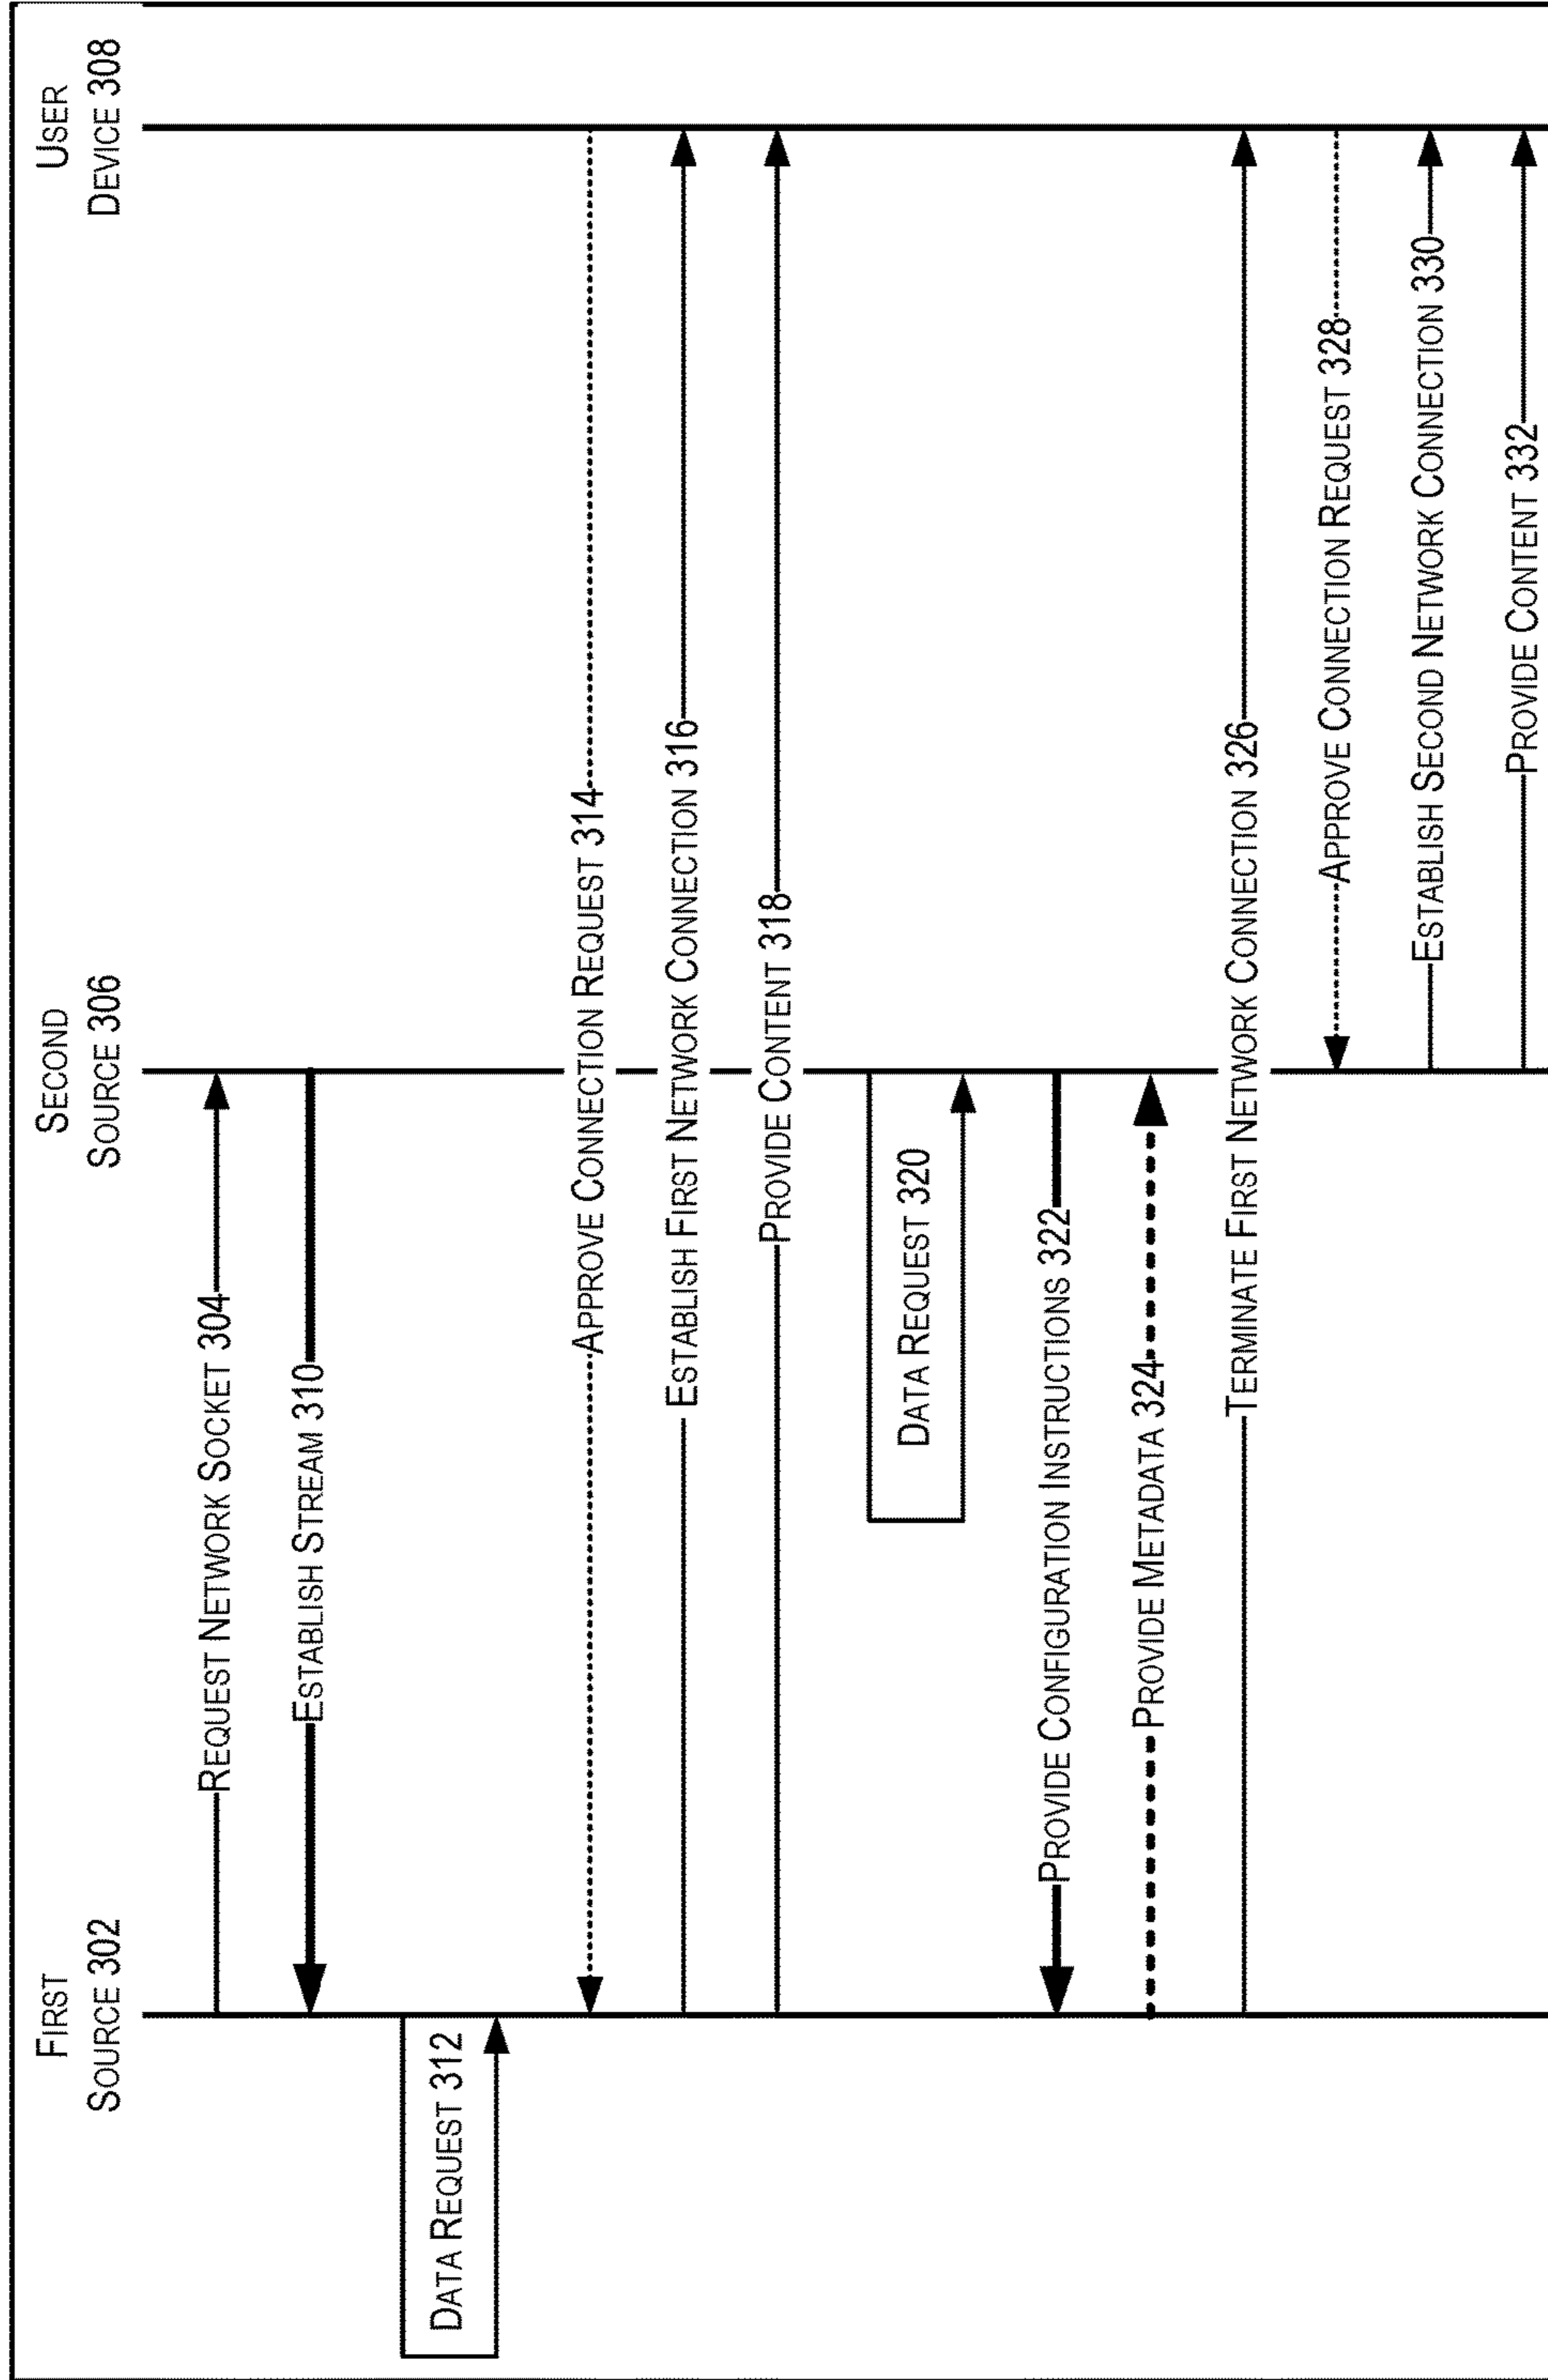 FIRST
SOURCE 302
SECOND
SOURCE 306
USER
DEVICE 308
REQUEST NETWORK SOCKET 304
ESTABLISH STREAM 310
DATA REQUEST 312
APPROVE CONNECTION REQUEST 314
ESTABLISH FIRST NETWORK CONNECTION 316
PROVIDE CONTENT 318
DATA REQUEST 320
PROVIDE CONFIGURATION INSTRUCTIONS 322
PROVIDE METADATA 324
TERMINATE FIRST NETWORK CONNECTION 326
APPROVE CONNECTION REQUEST 328
ESTABLISH SECOND NETWORK CONNECTION 330
PROVIDE CONTENT 332